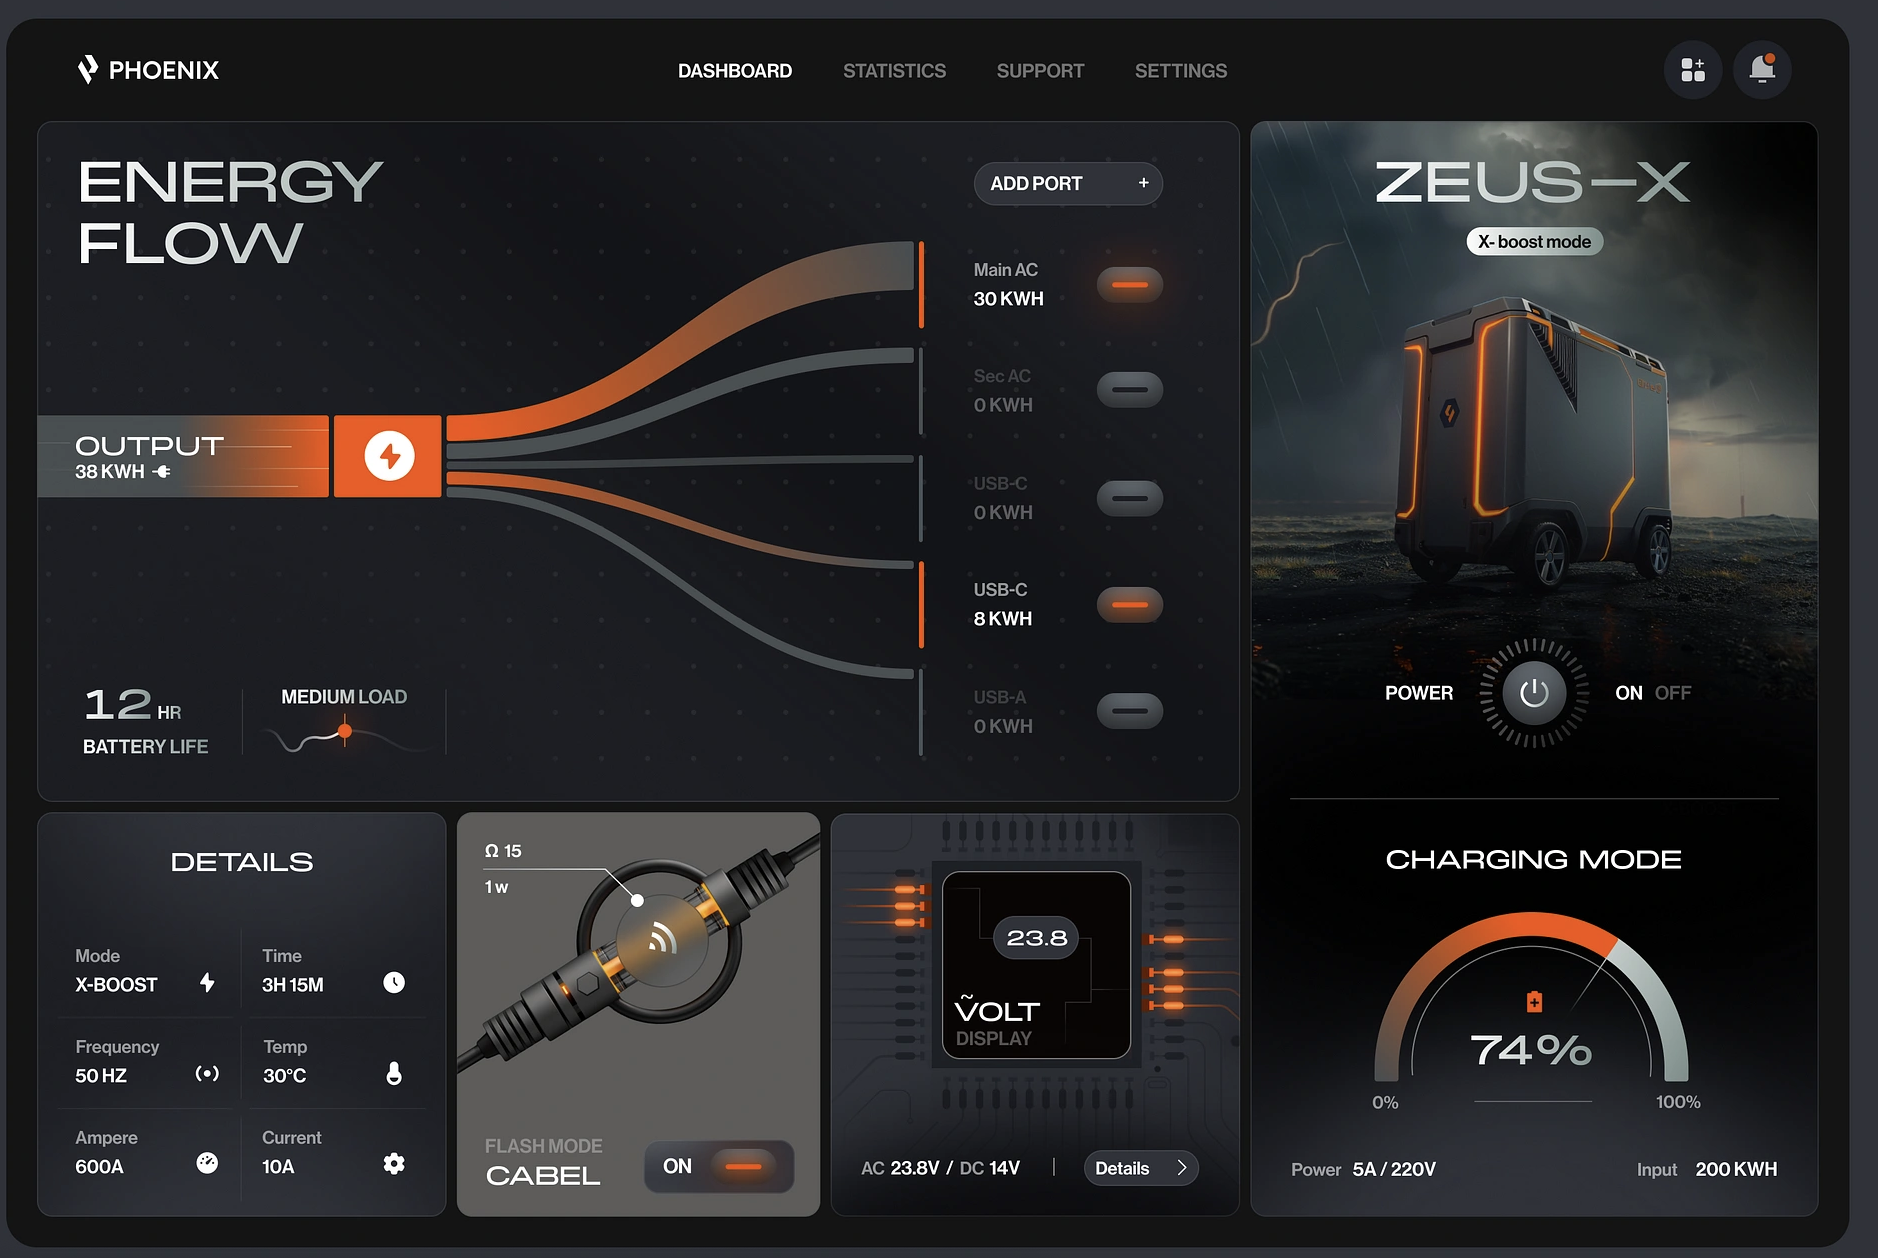 PHOENIX
DASHBOARD
STATISTICS
SUPPORT
SETTINGS
ENERGY
FLOW
ADD PORT +
OUTPUT
38 KWH
Main AC
30 KWH
Sec AC
0 KWH
USB-C
0 KWH
USB-C
8 KWH
USB-A
0 KWH
12 HR
BATTERY LIFE
MEDIUM LOAD
ZEUS-X
X- boost mode
POWER
ON OFF
CHARGING MODE
74%
0%
100%
Power 5A / 220V
Input 200 KWH
DETAILS
Mode
X-BOOST
Time
3H 15M
Frequency
50 HZ
Temp
30°C
Ampere
600A
Current
10A
Ω 15
1 w
FLASH MODE
CABEL
ON
23.8
ṼOLT
DISPLAY
AC 23.8V / DC 14V
Details